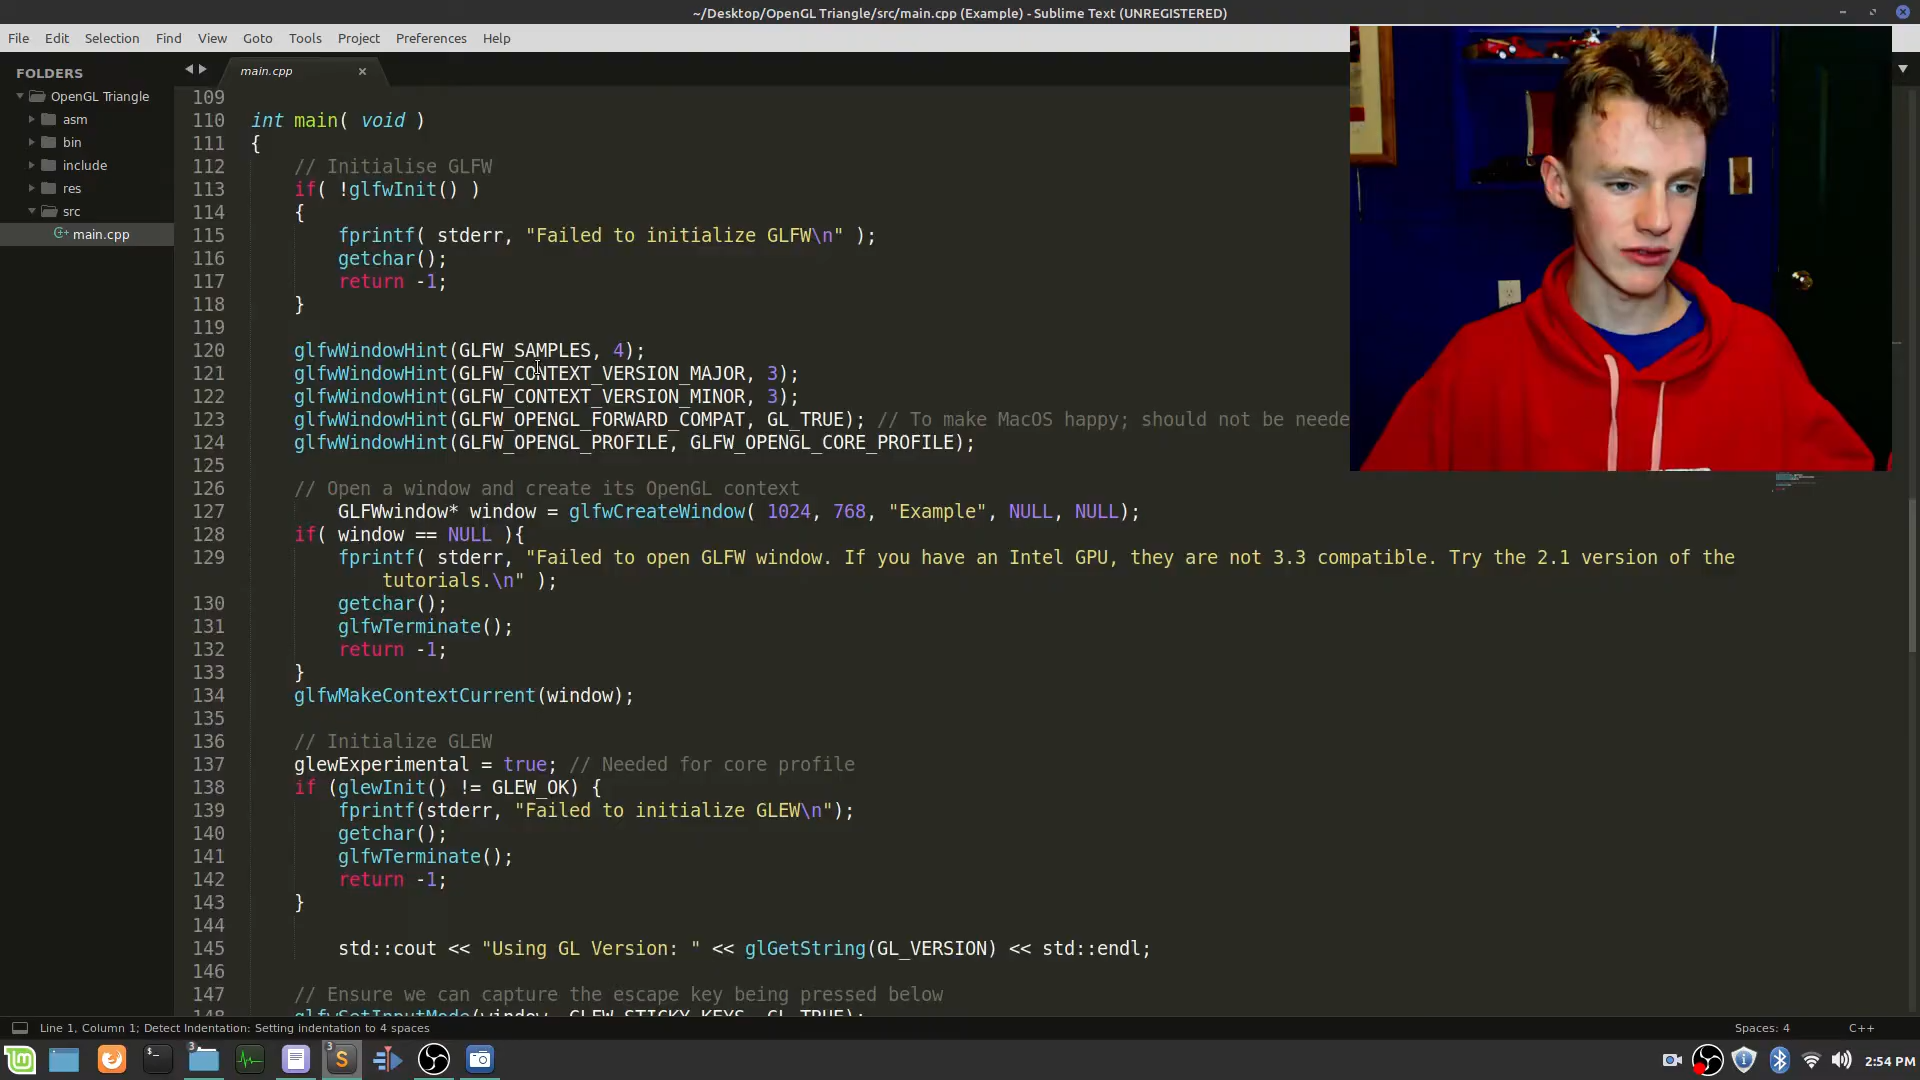 ~/Desktop/OpenGL Triangle/src/main.cpp (Example) - Sublime Text (UNREGISTERED)
File Edit Selection Find View Goto Tools Project Preferences Help
FOLDERS
OpenGL Triangle
asm
bin
include
res
src
main.cpp
main.cpp
109
110 int main( void )
111 {
112 // Initialise GLFW
113 if( !glfwInit() )
114 {
115 fprintf( stderr, "Failed to initialize GLFW\n" );
116 getchar();
117 return -1;
118 }
119
120 glfwWindowHint(GLFW_SAMPLES, 4);
121 glfwWindowHint(GLFW_CONTEXT_VERSION_MAJOR, 3);
122 glfwWindowHint(GLFW_CONTEXT_VERSION_MINOR, 3);
123 glfwWindowHint(GLFW_OPENGL_FORWARD_COMPAT, GL_TRUE); // To make MacOS happy; should not be neede
124 glfwWindowHint(GLFW_OPENGL_PROFILE, GLFW_OPENGL_CORE_PROFILE);
125
126 // Open a window and create its OpenGL context
127 GLFWwindow* window = glfwCreateWindow( 1024, 768, "Example", NULL, NULL);
128 if( window == NULL ){
129 fprintf( stderr, "Failed to open GLFW window. If you have an Intel GPU, they are not 3.3 compatible. Try the 2.1 version of the
tutorials.\n" );
130 getchar();
131 glfwTerminate();
132 return -1;
133 }
134 glfwMakeContextCurrent(window);
135
136 // Initialize GLEW
137 glewExperimental = true; // Needed for core profile
138 if (glewInit() != GLEW_OK) {
139 fprintf(stderr, "Failed to initialize GLEW\n");
140 getchar();
141 glfwTerminate();
142 return -1;
143 }
144
145 std::cout << "Using GL Version: " << glGetString(GL_VERSION) << std::endl;
146
147 // Ensure we can capture the escape key being pressed below
148 glfwSetInputMode(window, GLFW_STICKY_KEYS, GL_TRUE);
Line 1, Column 1; Detect Indentation: Setting indentation to 4 spaces
Spaces: 4
C++
2:54 PM